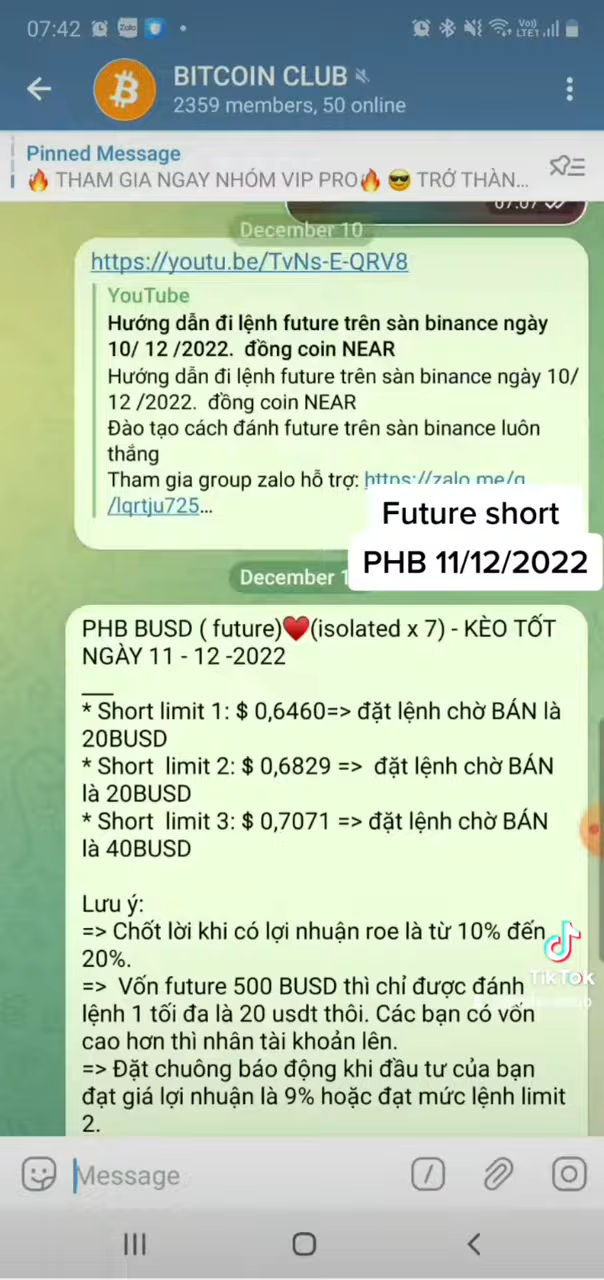 07:42
Zalo
Vo))
LTE1
BITCOIN CLUB
2359 members, 50 online
Pinned Message
🔥 THAM GIA NGAY NHÓM VIP PRO🔥 😎 TRỞ THÀN...
07:07
December 10
https://youtu.be/TvNs-E-QRV8
YouTube
Hướng dẫn đi lệnh future trên sàn binance ngày
10/ 12 /2022.  đồng coin NEAR
Hướng dẫn đi lệnh future trên sàn binance ngày 10/
12 /2022.  đồng coin NEAR
Đào tạo cách đánh future trên sàn binance luôn
thắng
Tham gia group zalo hỗ trợ: https://zalo.me/g
/lqrtju725...
Future short
PHB 11/12/2022
December 1
PHB BUSD ( future)♥️(isolated x 7) - KÈO TỐT
NGÀY 11 - 12 -2022
___
* Short limit 1: $ 0,6460=> đặt lệnh chờ BÁN là
20BUSD
* Short  limit 2: $ 0,6829 =>  đặt lệnh chờ BÁN
là 20BUSD
* Short  limit 3: $ 0,7071 => đặt lệnh chờ BÁN
là 40BUSD
Lưu ý:
=> Chốt lời khi có lợi nhuận roe là từ 10% đến
20%.
=>  Vốn future 500 BUSD thì chỉ được đánh
lệnh 1 tối đa là 20 usdt thôi. Các bạn có vốn
cao hơn thì nhân tài khoản lên.
=> Đặt chuông báo động khi đầu tư của bạn
đạt giá lợi nhuận là 9% hoặc đạt mức lệnh limit
2.
TikTok
Message